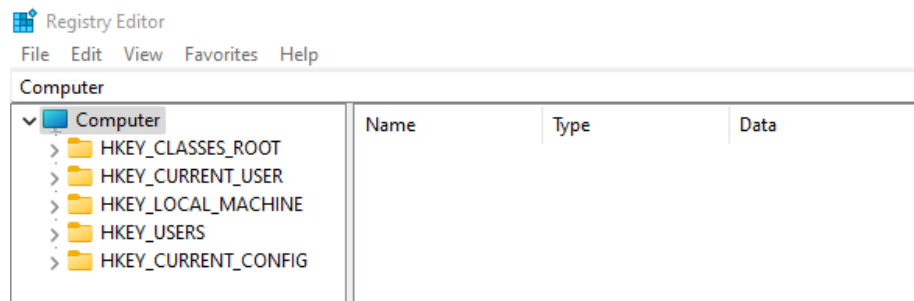 Registry Editor
File Edit View Favorites Help
Computer
Computer
HKEY_CLASSES_ROOT
HKEY_CURRENT_USER
HKEY_LOCAL_MACHINE
HKEY_USERS
HKEY_CURRENT_CONFIG
Name Type Data